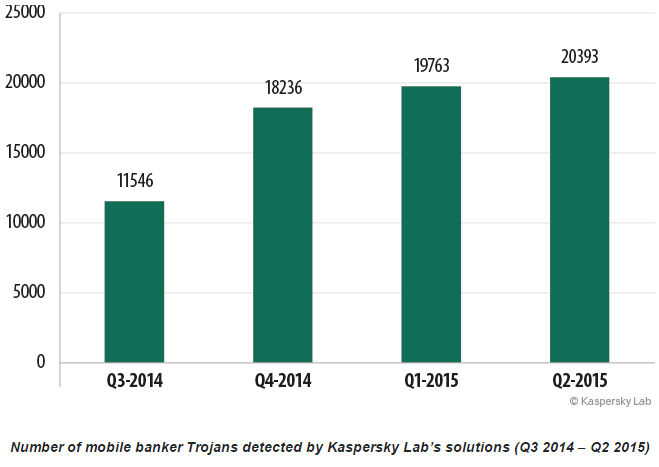 25000
20000
15000
10000
5000
0
11546
18236
19763
20393
Q3-2014
Q4-2014
Q1-2015
Q2-2015
© Kaspersky Lab
Number of mobile banker Trojans detected by Kaspersky Lab’s solutions (Q3 2014 – Q2 2015)